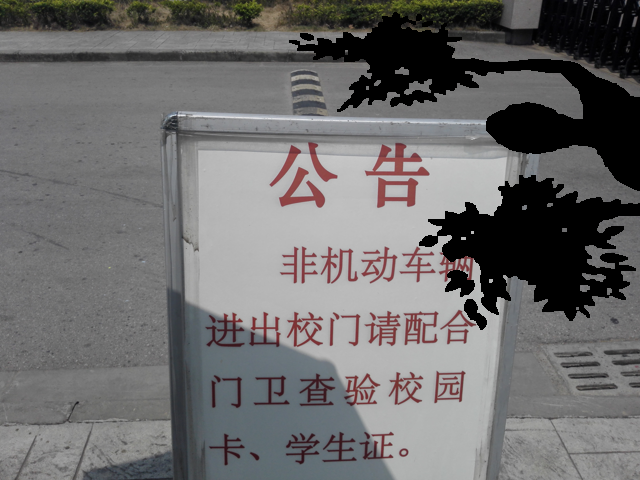 公告
非机动车辆
进出校门请配合
门卫查验校园
卡、学生证。